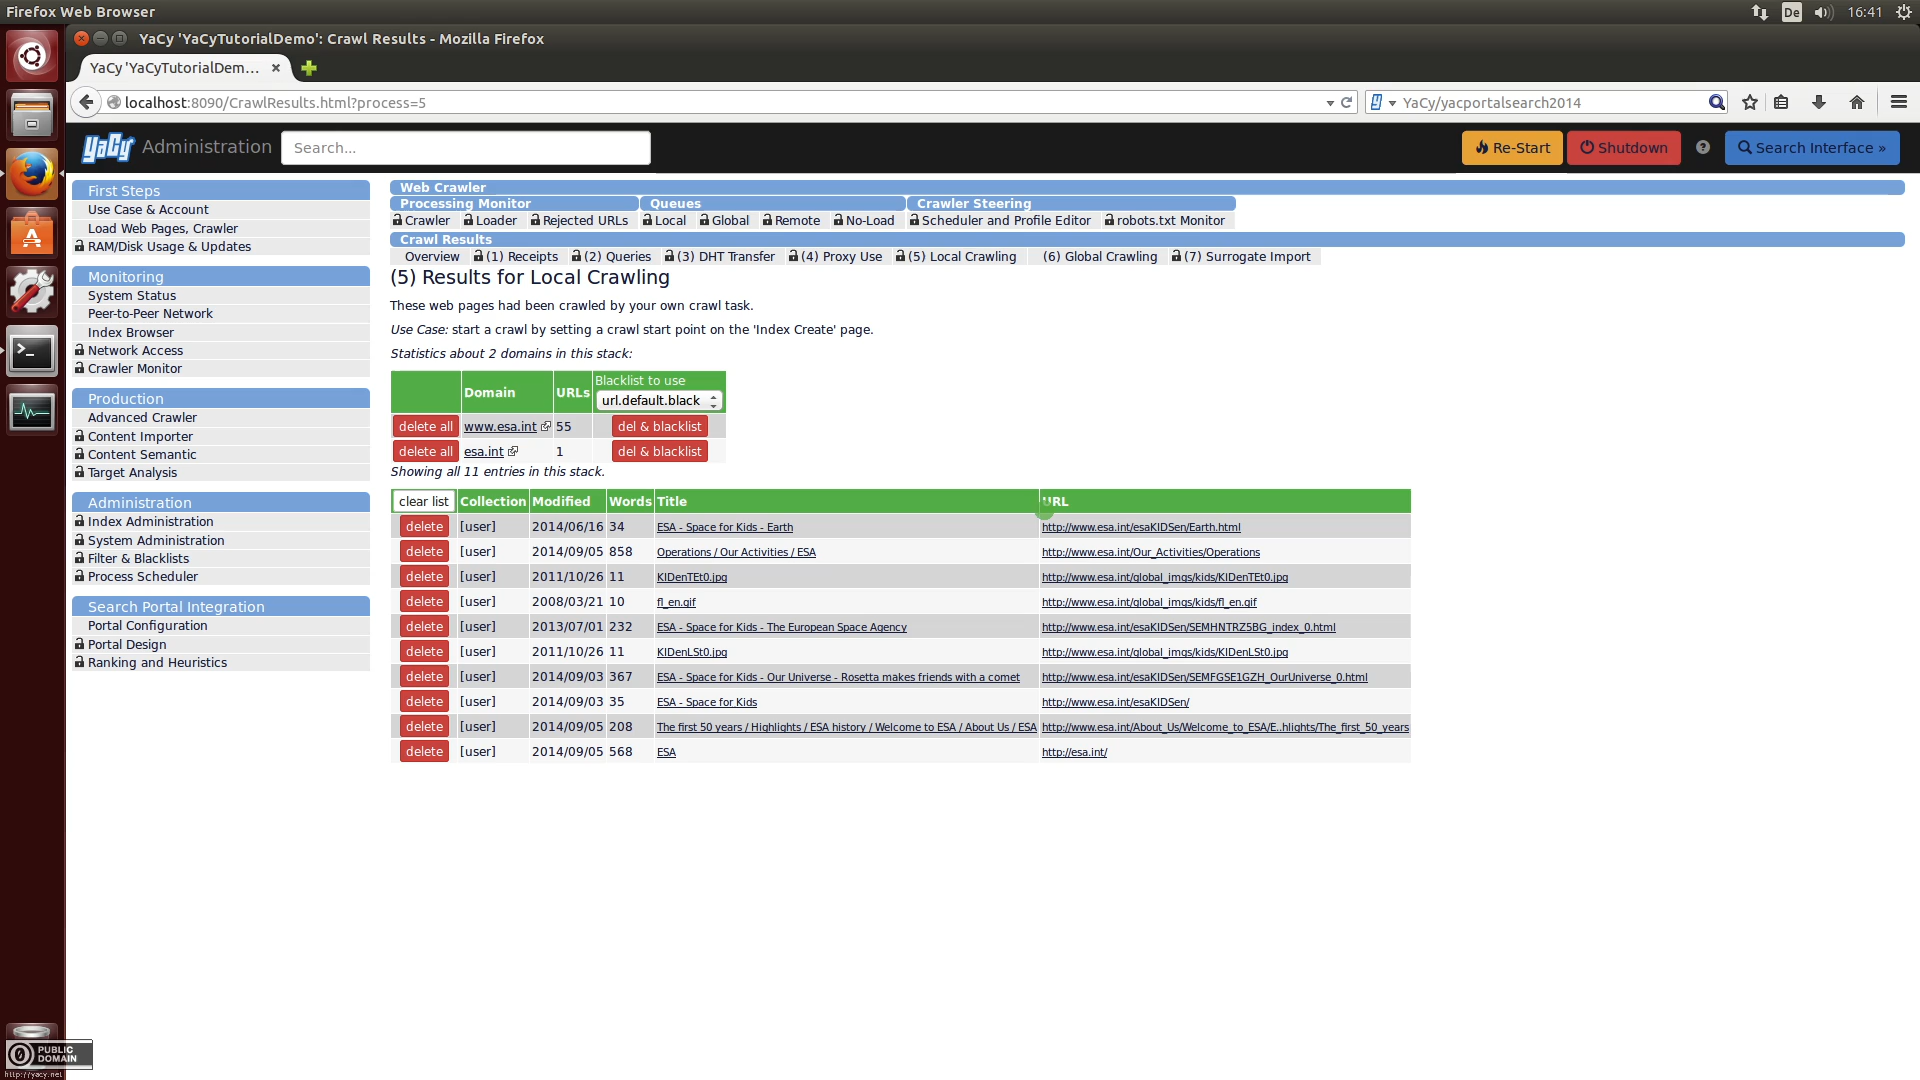 Firefox Web Browser
De
16:41
YaCy 'YaCyTutorialDemo': Crawl Results - Mozilla Firefox
YaCy 'YaCyTutorialDem...
localhost:8090/CrawlResults.html?process=5
YaCy/yacportalsearch2014
YaCy Administration
Search...
Re-Start
Shutdown
Search Interface »
First Steps
Use Case & Account
Load Web Pages, Crawler
RAM/Disk Usage & Updates
Monitoring
System Status
Peer-to-Peer Network
Index Browser
Network Access
Crawler Monitor
Production
Advanced Crawler
Content Importer
Content Semantic
Target Analysis
Administration
Index Administration
System Administration
Filter & Blacklists
Process Scheduler
Search Portal Integration
Portal Configuration
Portal Design
Ranking and Heuristics
Web Crawler
Processing Monitor Queues Crawler Steering
Crawler Loader Rejected URLs Local Global Remote No-Load Scheduler and Profile Editor robots.txt Monitor
Crawl Results
Overview (1) Receipts (2) Queries (3) DHT Transfer (4) Proxy Use (5) Local Crawling (6) Global Crawling (7) Surrogate Import
(5) Results for Local Crawling
These web pages had been crawled by your own crawl task.
Use Case: start a crawl by setting a crawl start point on the 'Index Create' page.
Statistics about 2 domains in this stack:
Domain URLs Blacklist to use
url.default.black
delete all www.esa.int 55 del & blacklist
delete all esa.int 1 del & blacklist
Showing all 11 entries in this stack.
clear list Collection Modified Words Title URL
delete [user] 2014/06/16 34 ESA - Space for Kids - Earth http://www.esa.int/esaKIDSen/Earth.html
delete [user] 2014/09/05 858 Operations / Our Activities / ESA http://www.esa.int/Our_Activities/Operations
delete [user] 2011/10/26 11 KIDenTEt0.jpg http://www.esa.int/global_imgs/kids/KIDenTEt0.jpg
delete [user] 2008/03/21 10 fl_en.gif http://www.esa.int/global_imgs/kids/fl_en.gif
delete [user] 2013/07/01 232 ESA - Space for Kids - The European Space Agency http://www.esa.int/esaKIDSen/SEMHNTRZ5BG_index_0.html
delete [user] 2011/10/26 11 KIDenLSt0.jpg http://www.esa.int/global_imgs/kids/KIDenLSt0.jpg
delete [user] 2014/09/03 367 ESA - Space for Kids - Our Universe - Rosetta makes friends with a comet http://www.esa.int/esaKIDSen/SEMFGSE1GZH_OurUniverse_0.html
delete [user] 2014/09/03 35 ESA - Space for Kids http://www.esa.int/esaKIDSen/
delete [user] 2014/09/05 208 The first 50 years / Highlights / ESA history / Welcome to ESA / About Us / ESA http://www.esa.int/About_Us/Welcome_to_ESA/E..hlights/The_first_50_years
delete [user] 2014/09/05 568 ESA http://esa.int/
PUBLIC
DOMAIN
http://yacy.net